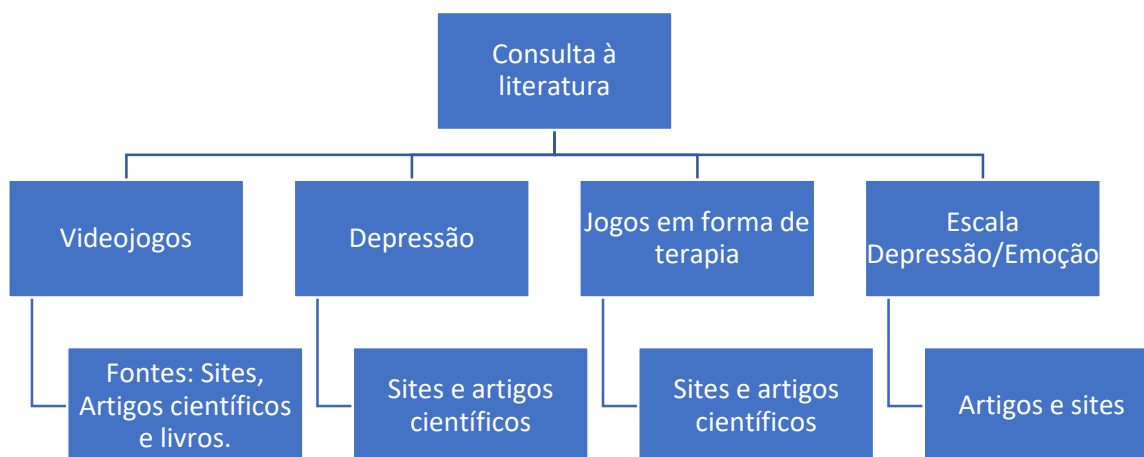 Consulta à
literatura
Videojogos
Depressão
Jogos em forma de
terapia
Escala
Depressão/Emoção
Fontes: Sites,
Artigos científicos
e livros.
Sites e artigos
científicos
Sites e artigos
científicos
Artigos e sites